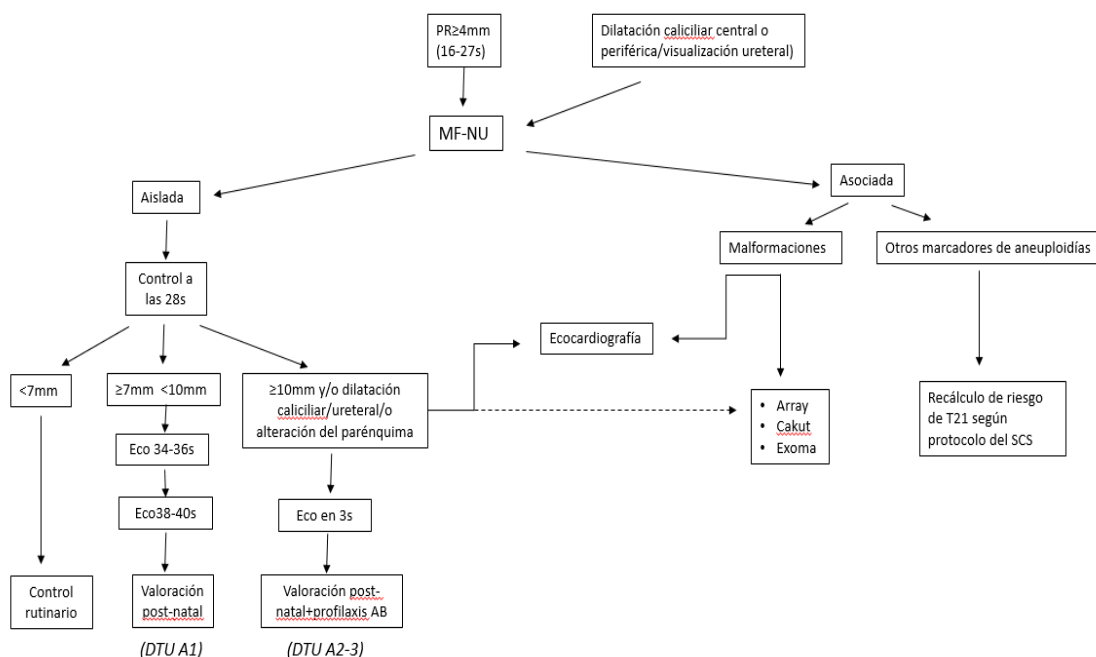 PR≥4mm
(16-27s)
Dilatación caliciliar central o
periférica/visualización ureteral)
MF-NU
Aislada
Asociada
Malformaciones
Otros marcadores de aneuploidías
Control a
las 28s
Ecocardiografía
<7mm
≥7mm <10mm
≥10mm y/o dilatación
caliciliar/ureteral/o
alteración del parénquima
• Array
• Cakut
• Exoma
Recálculo de riesgo
de T21 según
protocolo del SCS
Eco 34-36s
Eco38-40s
Eco en 3s
Control
rutinario
Valoración
post-natal
Valoración post-
natal+profilaxis AB
(DTU A1)
(DTU A2-3)